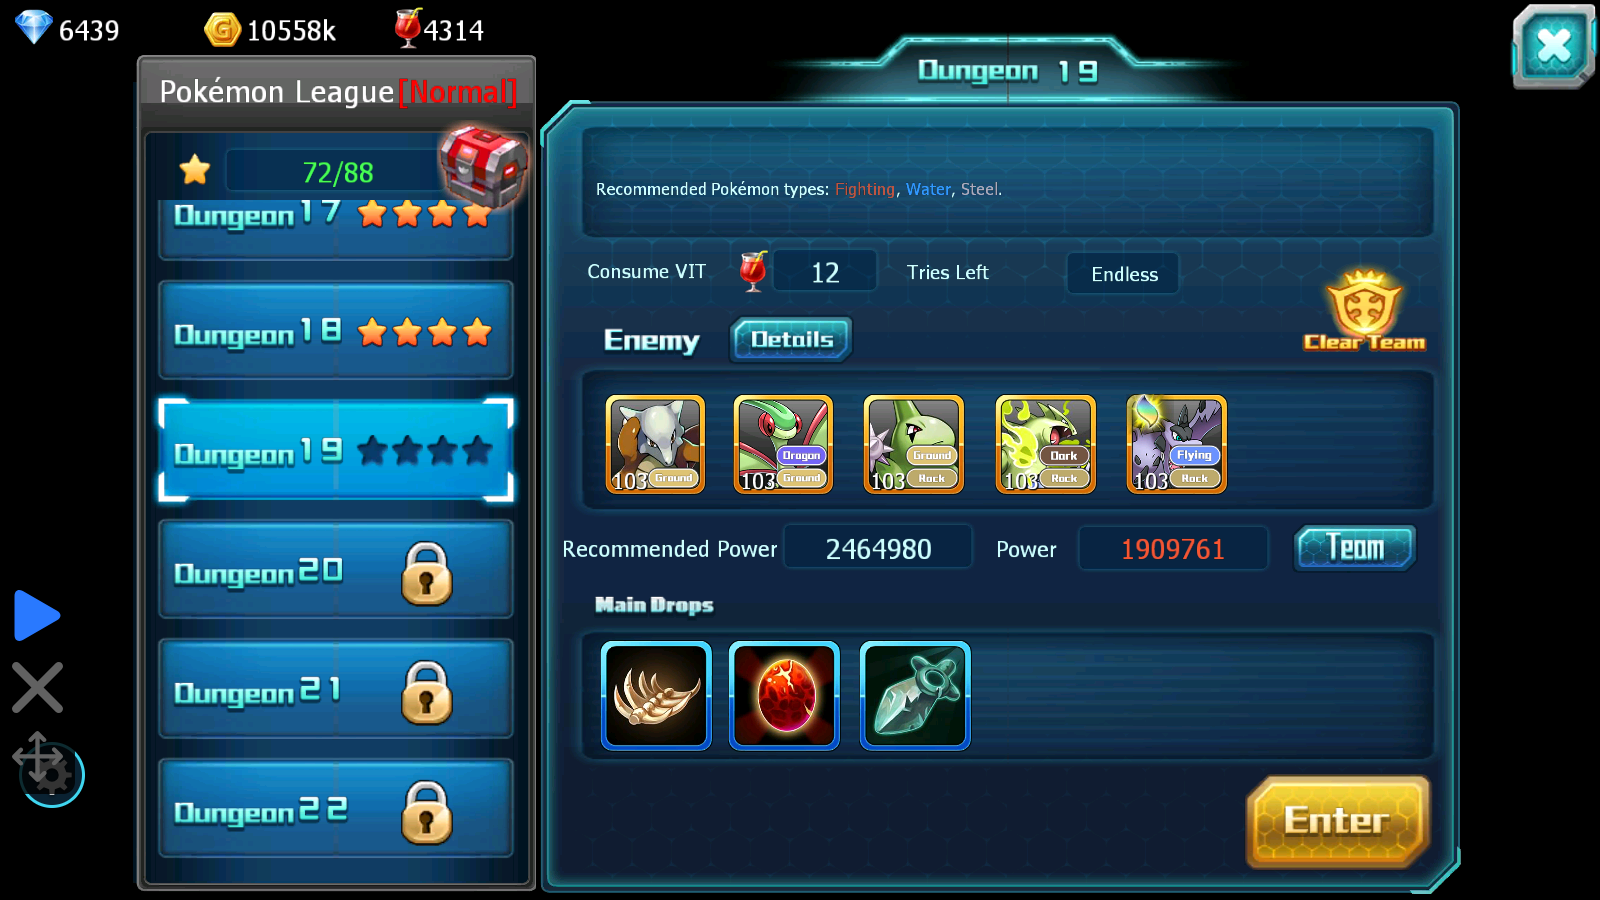 6439
10558k
4314
Pokémon League[Normal]
72/88
Dungeon 17
Dungeon 18
Dungeon 19
Dungeon 20
Dungeon 21
Dungeon 22
Dungeon 19
Recommended Pokémon types: Fighting, Water, Steel.
Consume VIT 12 Tries Left Endless
Clear Team
Enemy Details
103 Ground
Dragon
103 Ground
Ground
103 Rock
Dark
103 Rock
Flying
103 Rock
Recommended Power 2464980 Power 1909761 Team
Main Drops
Enter